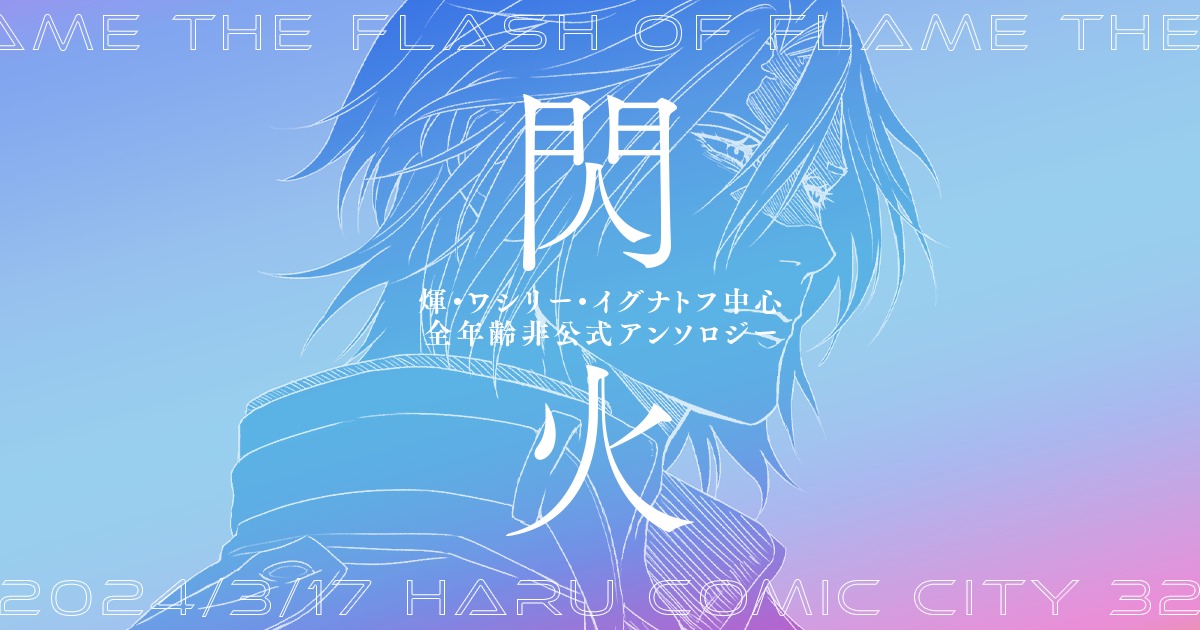 AME THE FLASH OF FLAME THE
閃
煇・ワシリー・イグナトフ中心
全年齢非公式アンソロジー
火
2024/3/17 HARU COMIC CITY 32